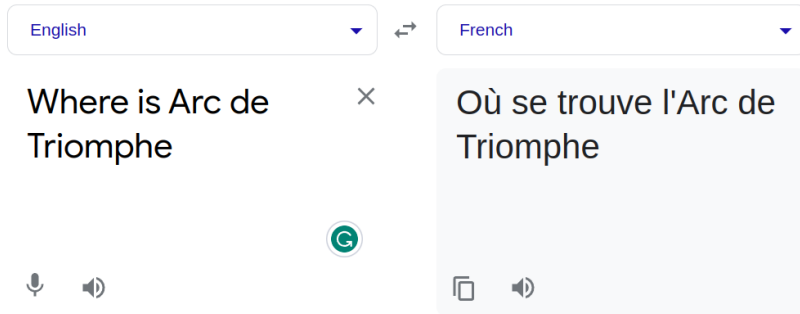 English
French
Where is Arc de
Triomphe
Où se trouve l'Arc de
Triomphe